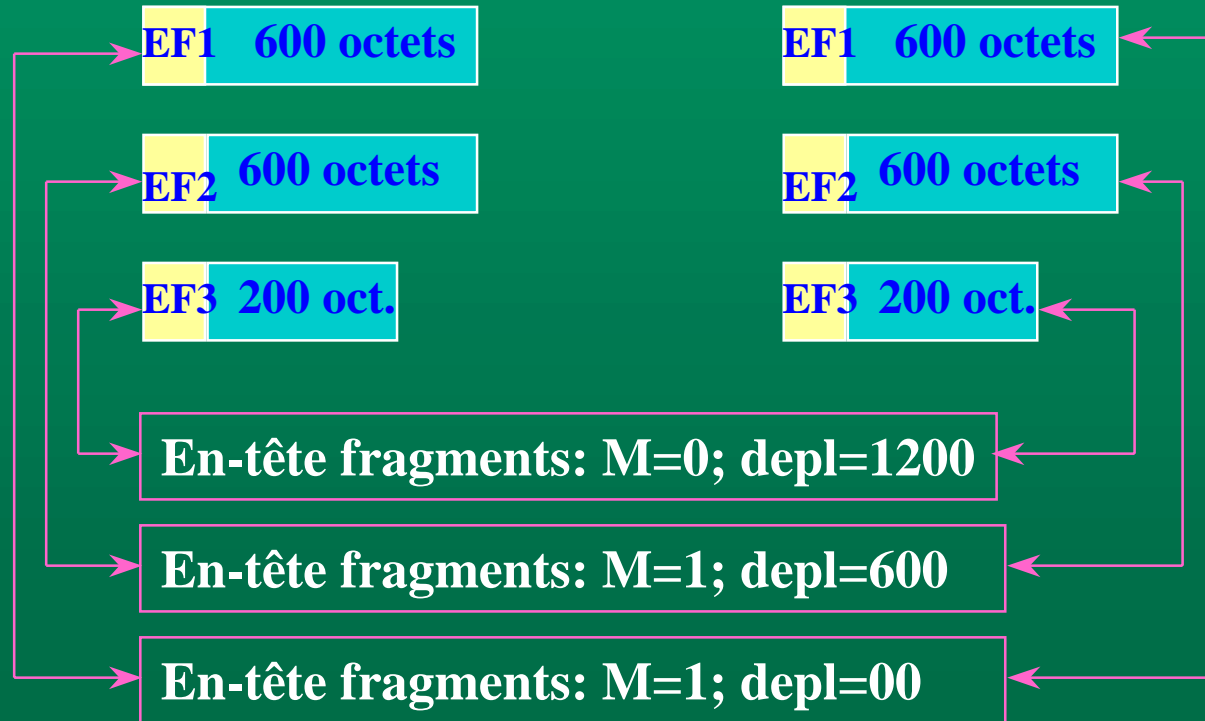 EF1 600 octets
EF1 600 octets
EF2 600 octets
EF2 600 octets
EF3 200 oct.
EF3 200 oct.
En-tête fragments: M=0; depl=1200
En-tête fragments: M=1; depl=600
En-tête fragments: M=1; depl=00